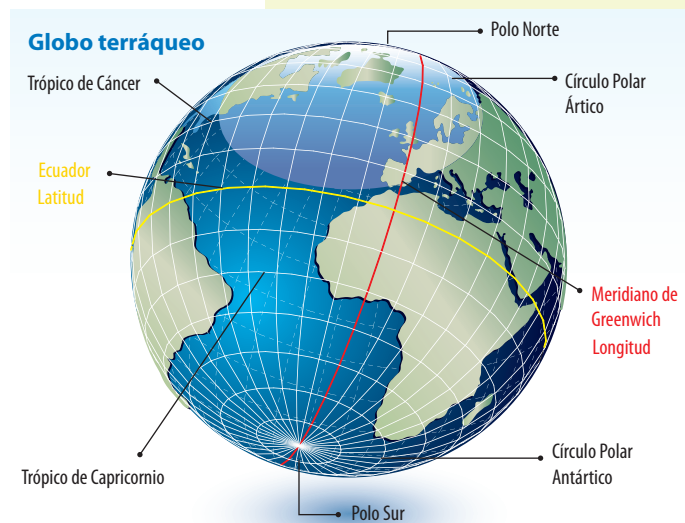 Globo terráqueo
Polo Norte
Trópico de Cáncer
Círculo Polar
Ártico
Ecuador
Latitud
Meridiano de
Greenwich
Longitud
Trópico de Capricornio
Círculo Polar
Antártico
Polo Sur